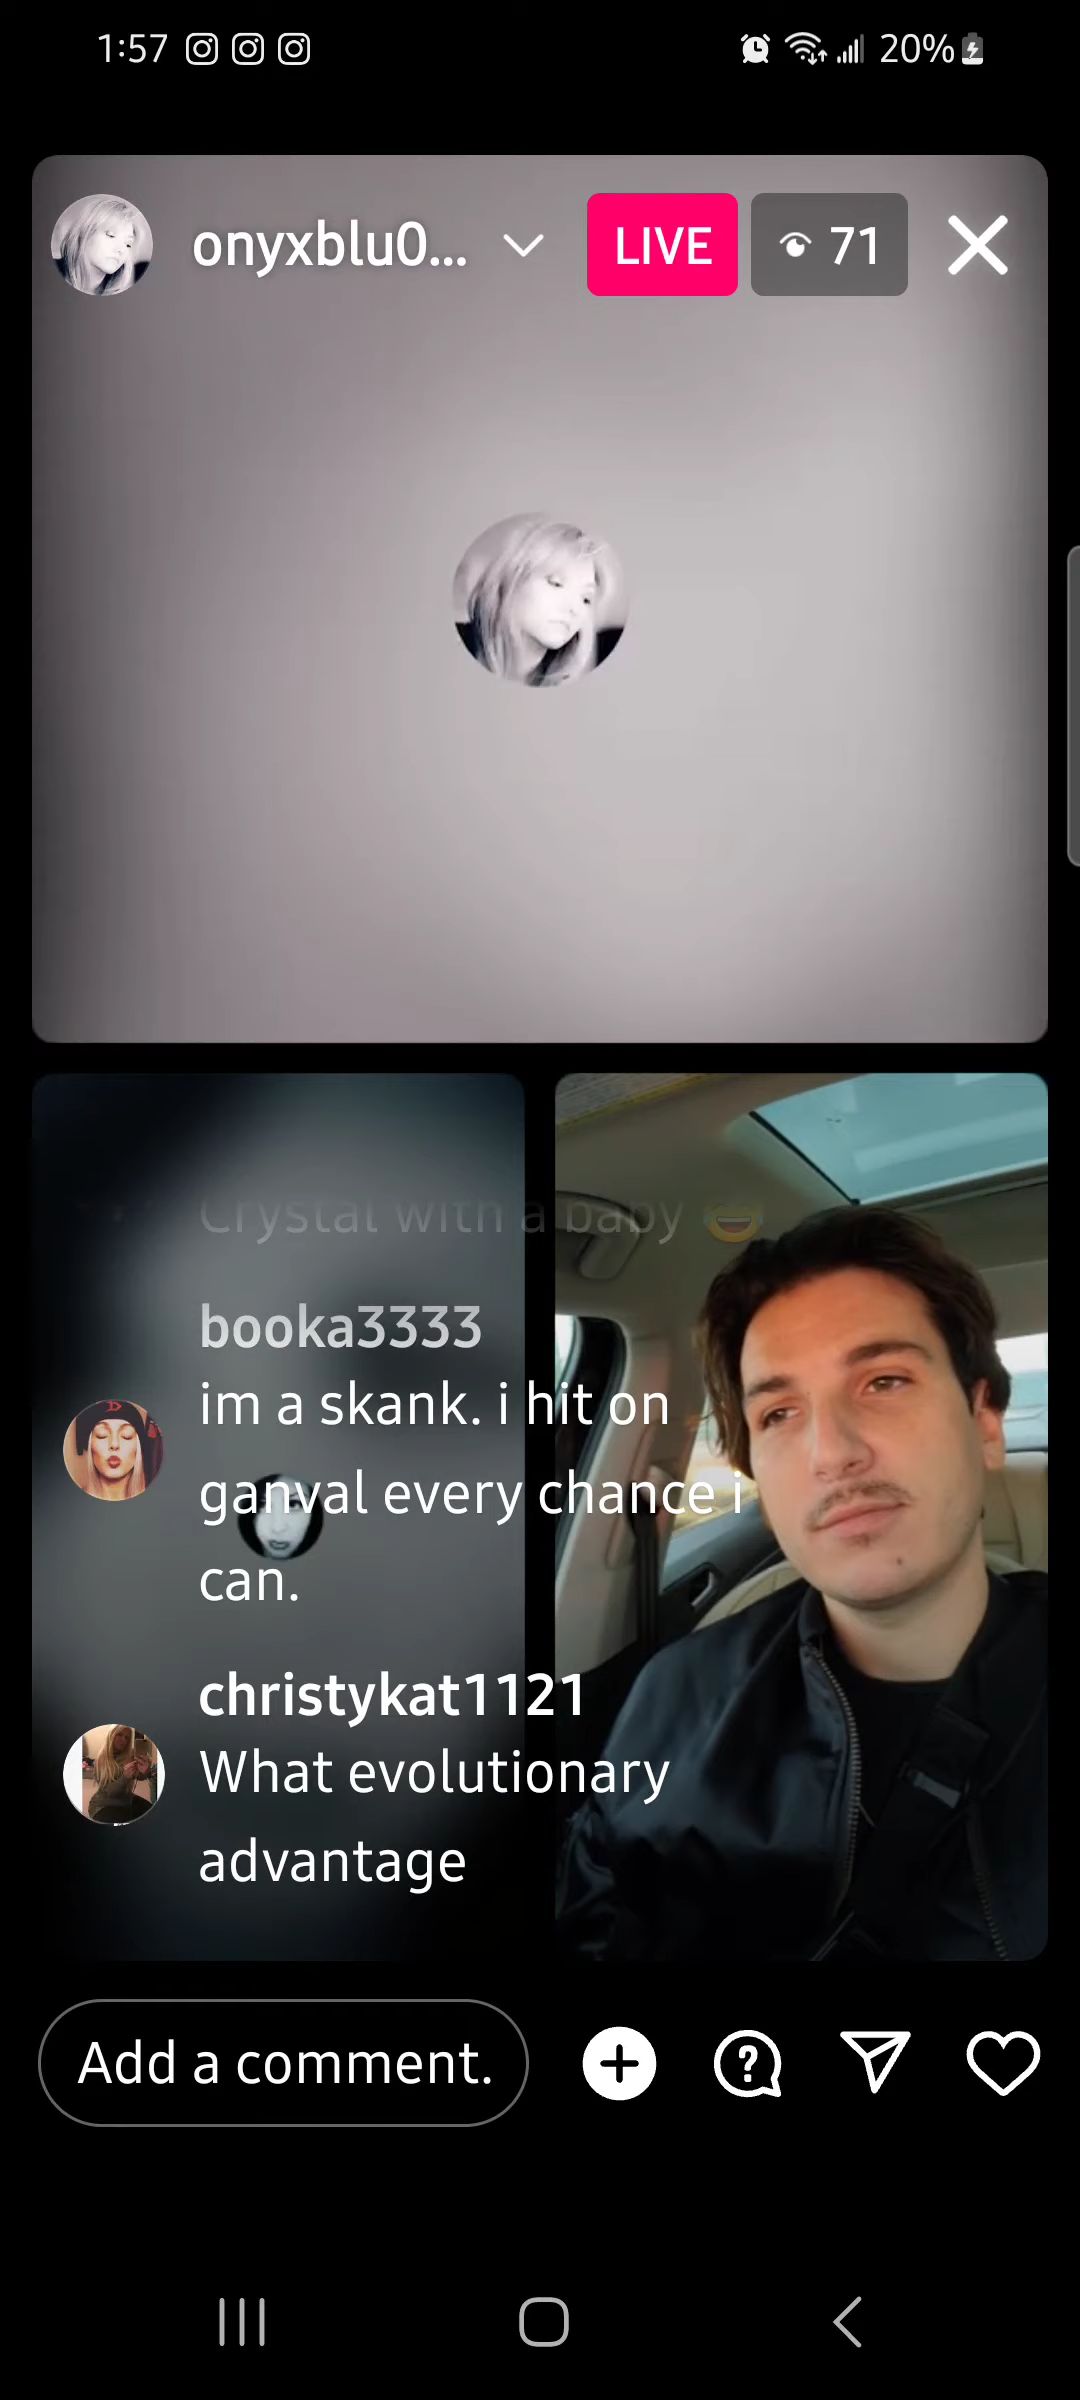 1:57 20%
onyxblu0... LIVE 71
Crystal with a baby 😂
booka3333
im a skank. i hit on
ganval every chance i
can.
christykat1121
What evolutionary
advantage
Add a comment.